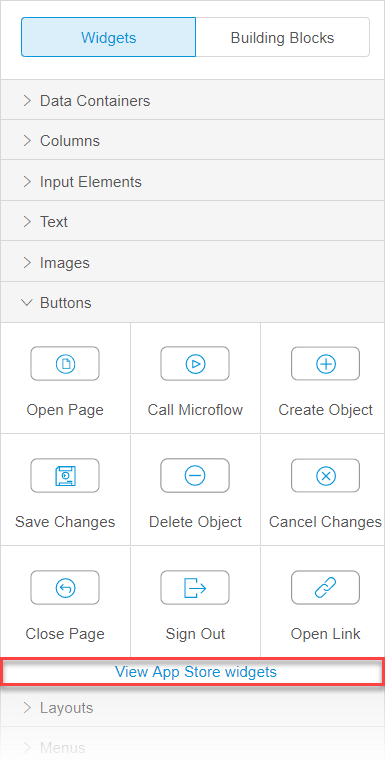 Widgets Building Blocks
Data Containers
Columns
Input Elements
Text
Images
Buttons
Open Page Call Microflow Create Object
Save Changes Delete Object Cancel Changes
Close Page Sign Out Open Link
View App Store widgets
Layouts
Menus